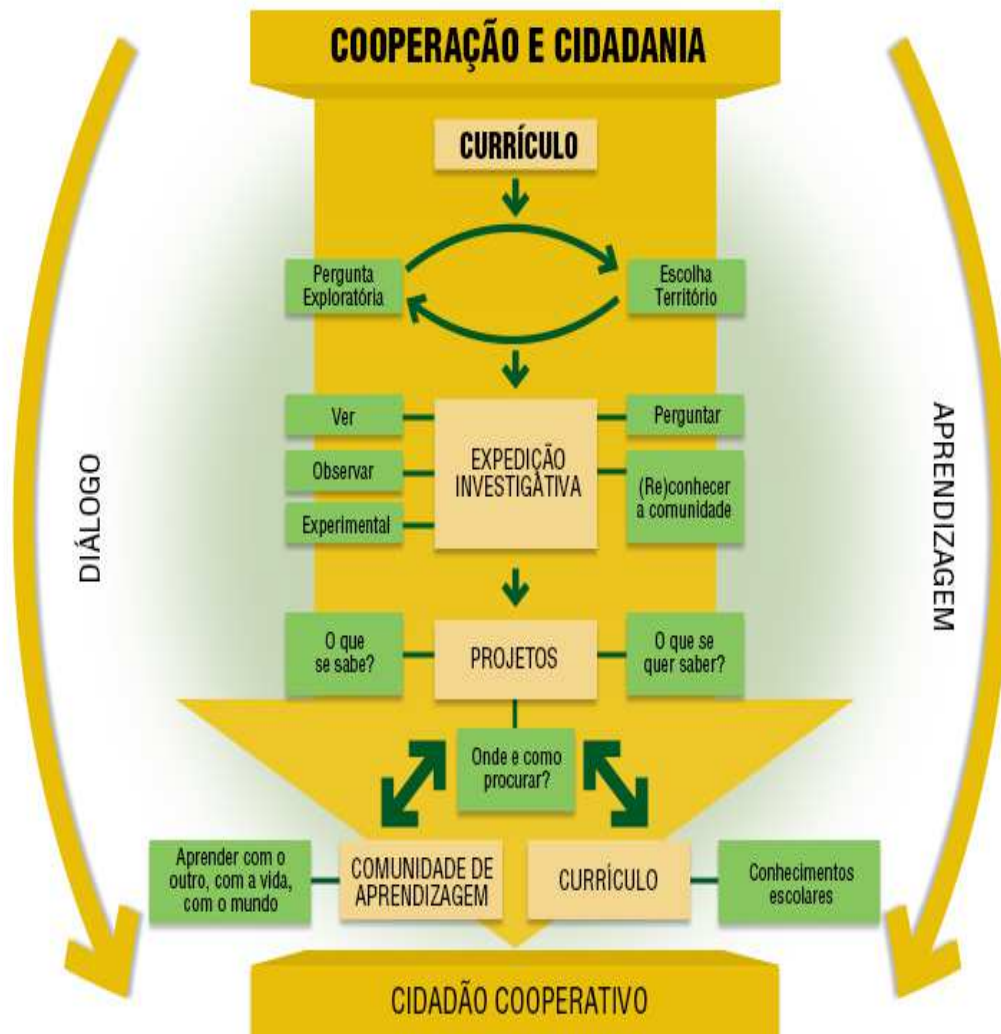 COOPERAÇÃO E CIDADANIA
CURRÍCULO
Pergunta
Exploratória
Escolha
Território
Ver
Observar
Experimental
EXPEDIÇÃO
INVESTIGATIVA
Perguntar
(Re)conhecer
a comunidade
DIÁLOGO
APRENDIZAGEM
O que
se sabe?
PROJETOS
O que se
quer saber?
Onde e como
procurar?
Aprender com o
outro, com a vida,
com o mundo
COMUNIDADE DE
APRENDIZAGEM
CURRÍCULO
Conhecimentos
escolares
CIDADÃO COOPERATIVO